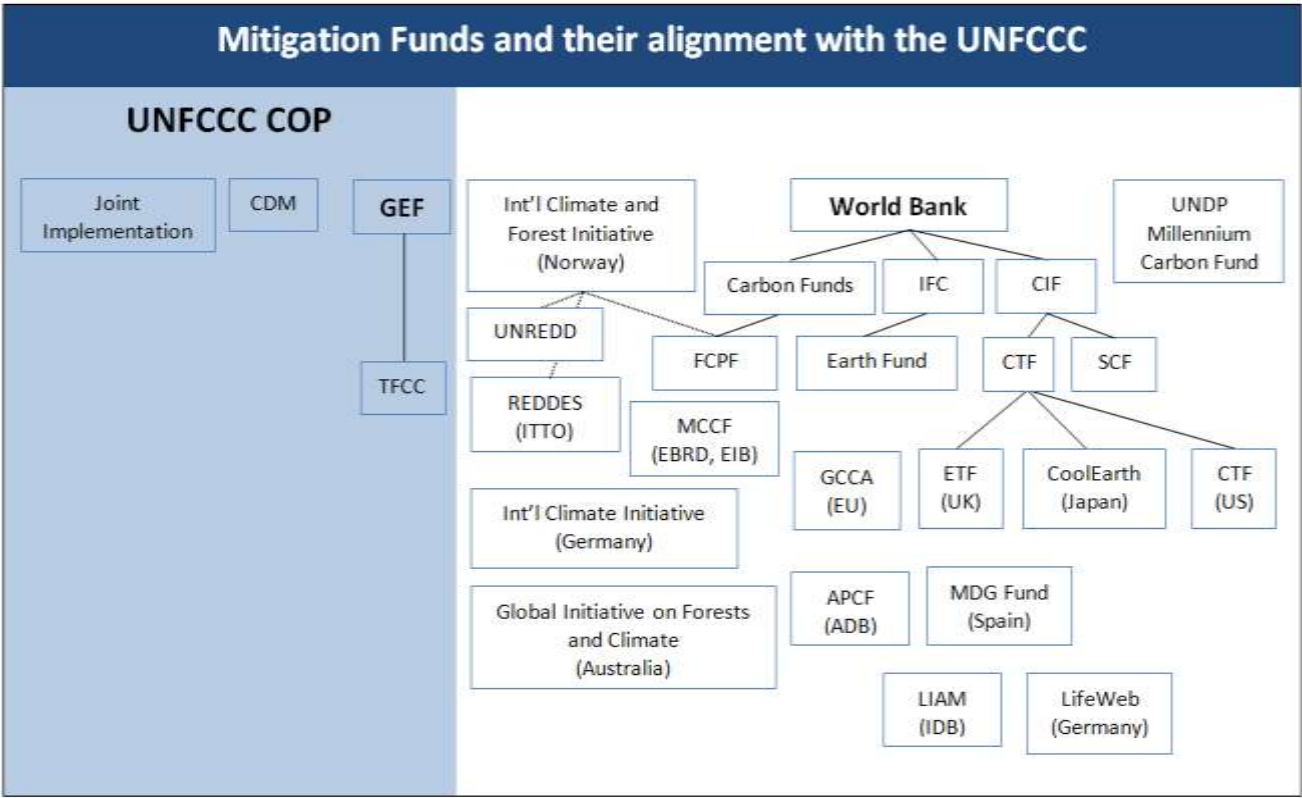 Mitigation Funds and their alignment with the UNFCCC
UNFCCC COP
Joint
Implementation
CDM
GEF
TFCC
Int'l Climate and
Forest Initiative
(Norway)
World Bank
UNDP
Millennium
Carbon Fund
Carbon Funds
IFC
CIF
UNREDD
FCPF
Earth Fund
CTF
SCF
REDDES
(ITTO)
MCCF
(EBRD, EIB)
GCCA
(EU)
ETF
(UK)
CoolEarth
(Japan)
CTF
(US)
Int'l Climate Initiative
(Germany)
APCF
(ADB)
MDG Fund
(Spain)
Global Initiative on Forests
and Climate
(Australia)
LIAM
(IDB)
LifeWeb
(Germany)